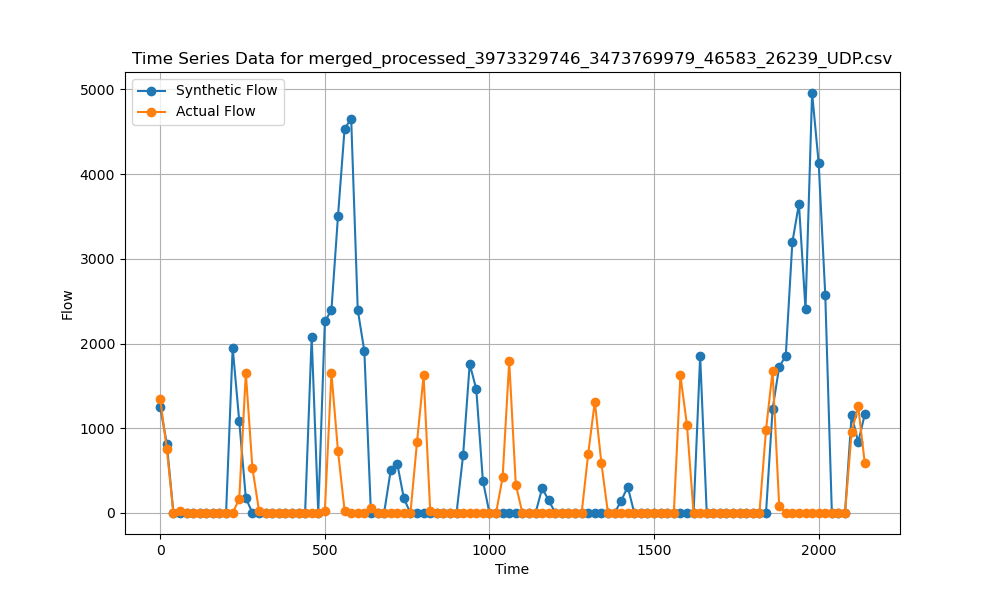 Time Series Data for merged_processed_3973329746_3473769979_46583_26239_UDP.csv
Synthetic Flow
Actual Flow
5000
4000
3000
2000
1000
0
Flow
0 500 1000 1500 2000
Time